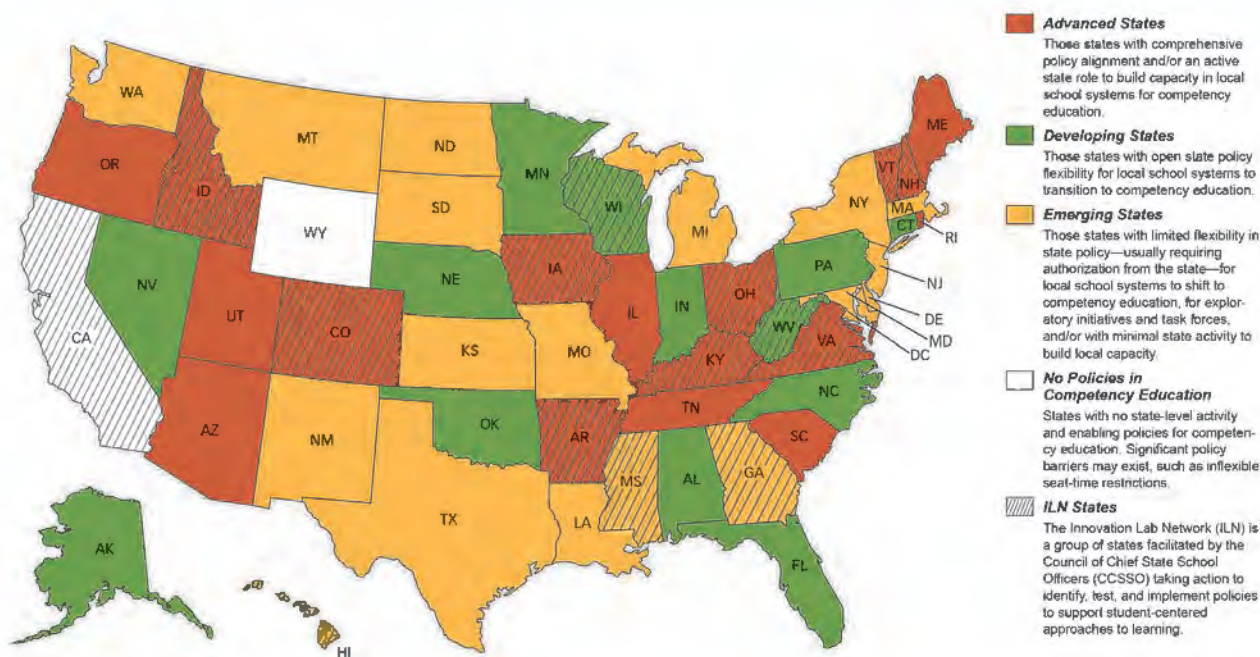 WA
MT
ND
MN
ME
OR
ID
SD
WI
MI
NY
VT
NH
MA
CT
RI
WY
IA
NE
PA
NJ
NV
UT
CO
IL
IN
OH
WV
VA
DE
MD
DC
CA
KS
MO
KY
NC
AZ
NM
OK
AR
TN
SC
MS
AL
GA
TX
LA
FL
AK
HI
Advanced States
Those states with comprehensive
policy alignment and/or an active
state role to build capacity in local
school systems for competency
education.
Developing States
Those states with open state policy
flexibility for local school systems to
transition to competency education.
Emerging States
Those states with limited flexibility in
state policy—usually requiring
authorization from the state—for
local school systems to shift to
competency education, for explor-
atory initiatives and task forces,
and/or with minimal state activity to
build local capacity.
No Policies in
Competency Education
States with no state-level activity
and enabling policies for competen-
cy education. Significant policy
barriers may exist, such as inflexible
seat-time restrictions.
ILN States
The Innovation Lab Network (ILN) is
a group of states facilitated by the
Council of Chief State School
Officers (CCSSO) taking action to
identify, test, and implement policies
to support student-centered
approaches to learning.